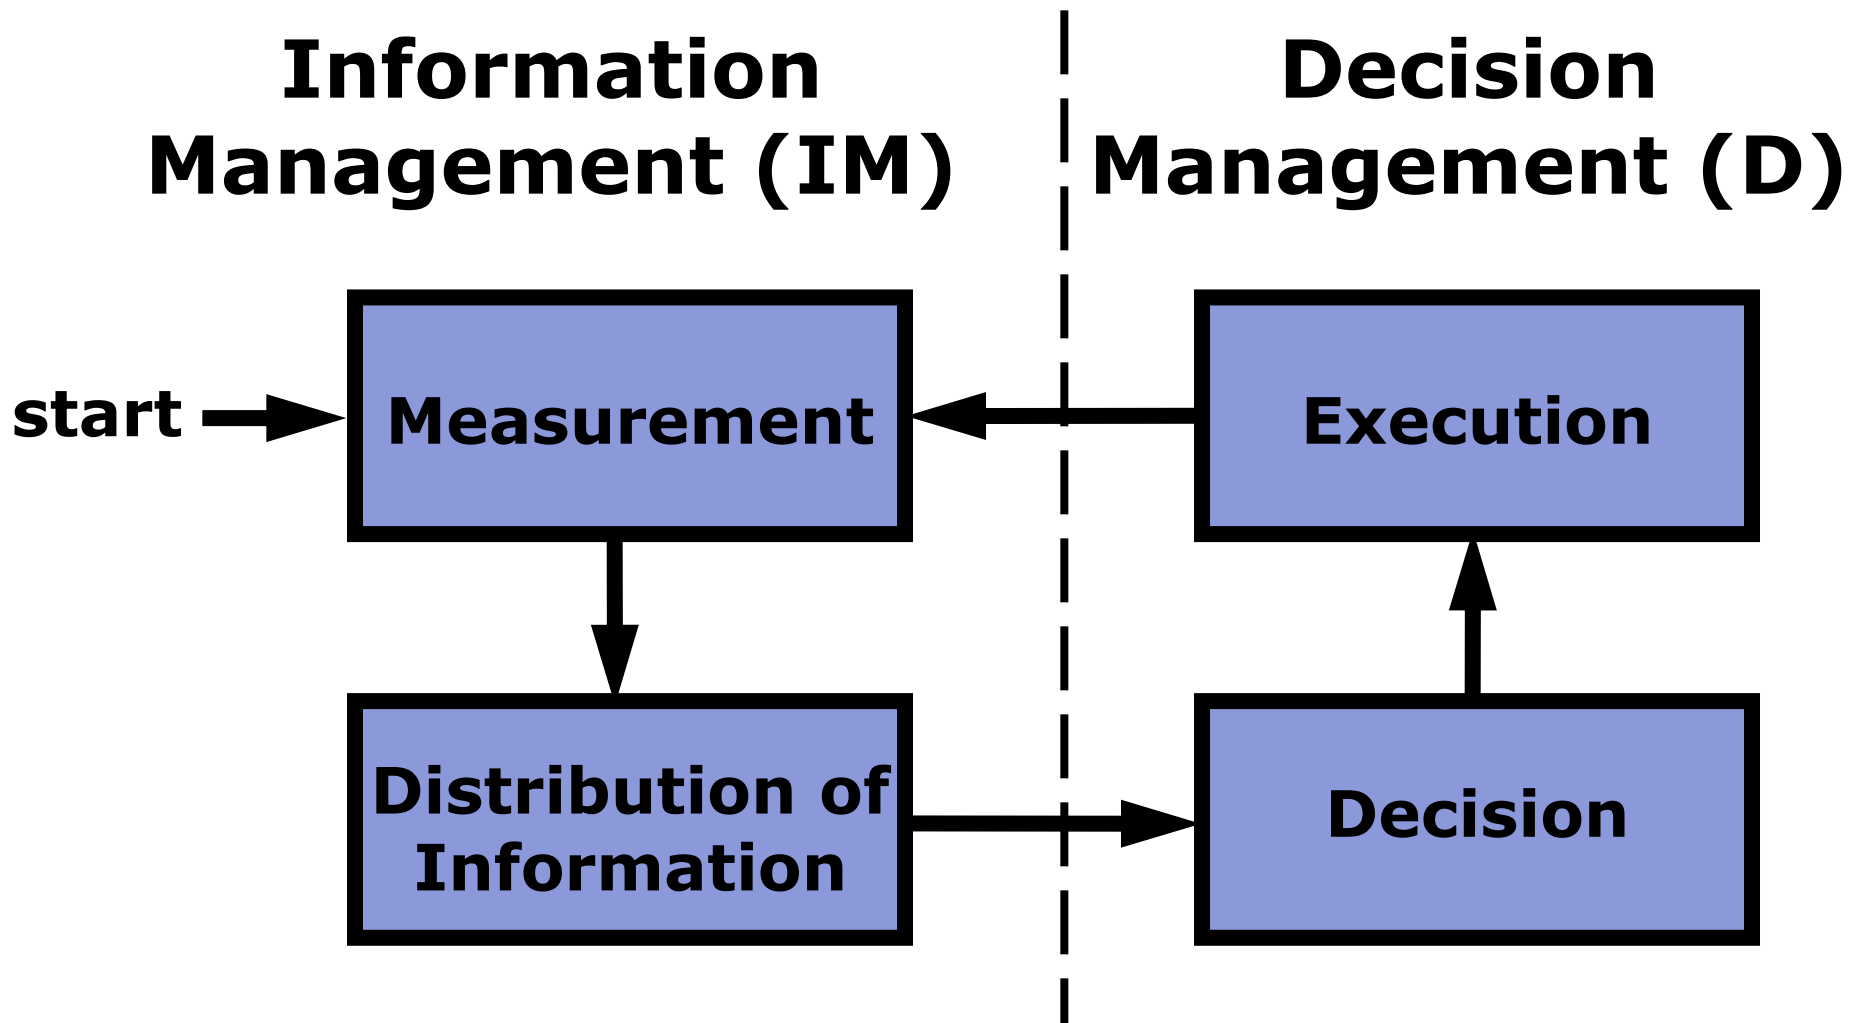 Information
Management (IM)
Decision
Management (D)
start
Measurement
Execution
Distribution of
Information
Decision